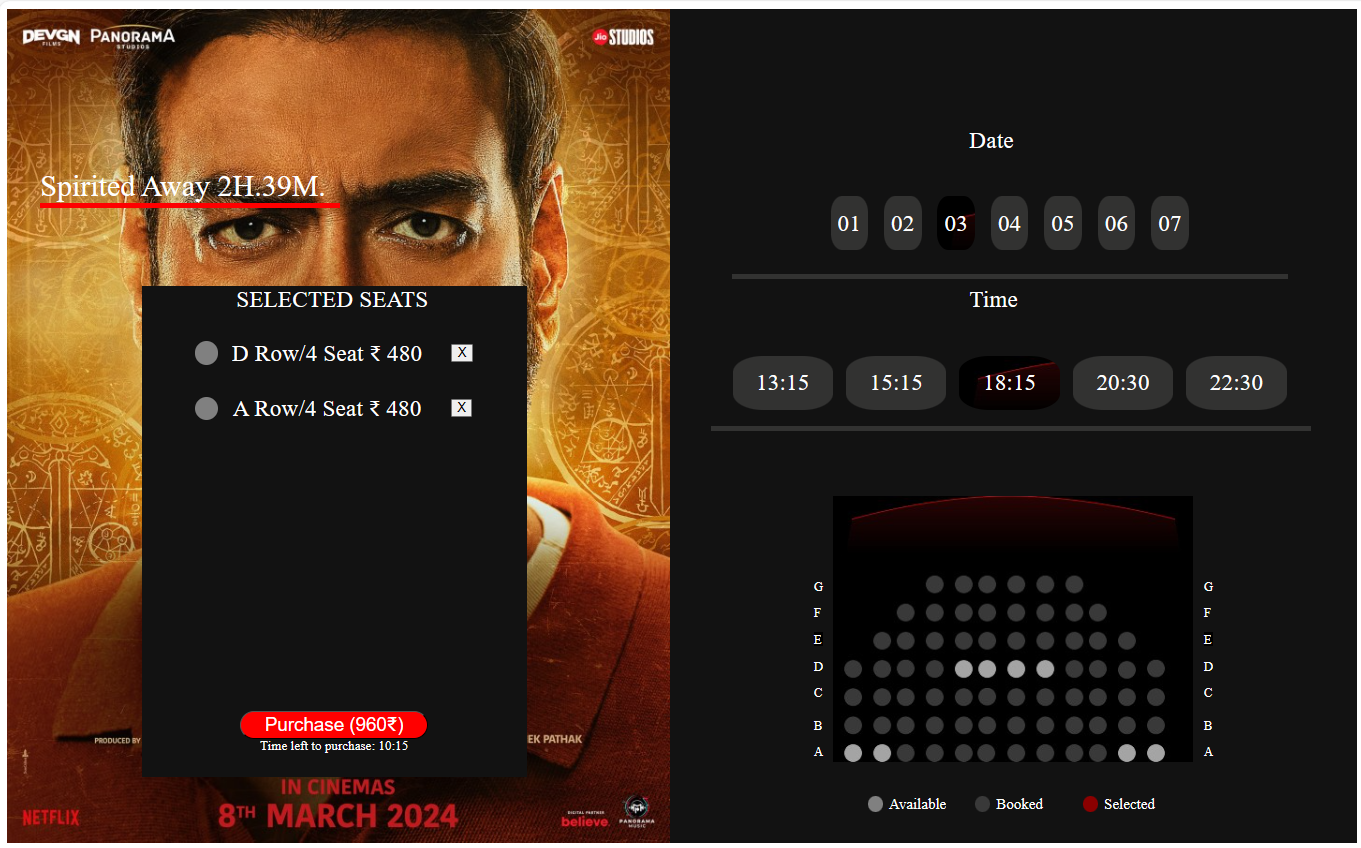 DEVGN
FILMS
PANORAMA
STUDIOS
Jio STUDIOS
Spirited Away 2H.39M.
SELECTED SEATS
D Row/4 Seat ₹ 480 X
A Row/4 Seat ₹ 480 X
Purchase (960₹)
Time left to purchase: 10:15
PRODUCED BY
EK PATHAK
IN CINEMAS
8TH MARCH 2024
NETFLIX
DIGITAL PARTNER
believe.
PANORAMA
MUSIC
Date
01 02 03 04 05 06 07
Time
13:15 15:15 18:15 20:30 22:30
G G
F F
E E
D D
C C
B B
A A
Available Booked Selected